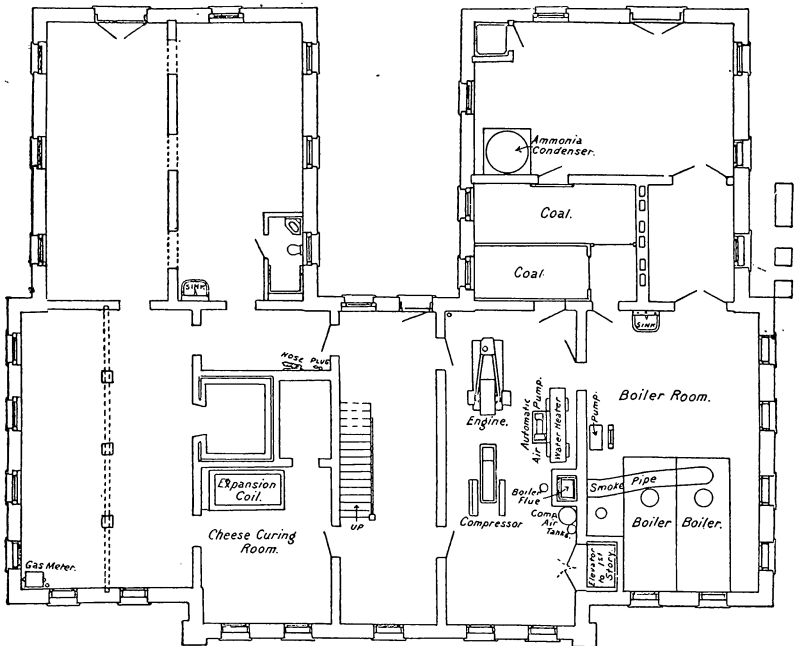 Ammonia
Condenser.
Coal.
Coal.
SINK
SINK
HOSE PLUG
Engine.
Automatic
Air Pump.
Water Heater
Pump.
Boiler Room.
Expansion
Coil.
Cheese Curing
Room.
UP
Compressor
Boiler
Flue
Smoke Pipe
Boiler
Boiler.
Comp.
Air
Tanks.
Elevator
to 1st
Story.
Gas Meter.